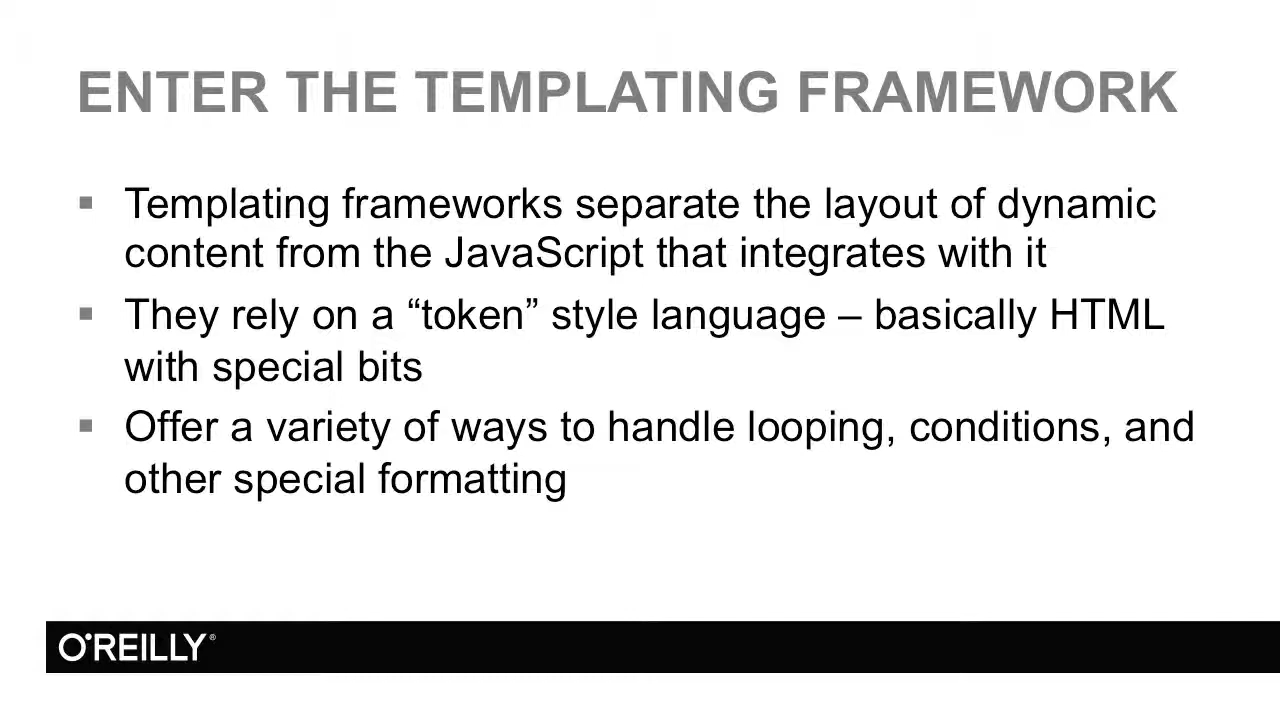 ENTER THE TEMPLATING FRAMEWORK
▪ Templating frameworks separate the layout of dynamic
content from the JavaScript that integrates with it
▪ They rely on a “token” style language – basically HTML
with special bits
▪ Offer a variety of ways to handle looping, conditions, and
other special formatting
O'REILLY®